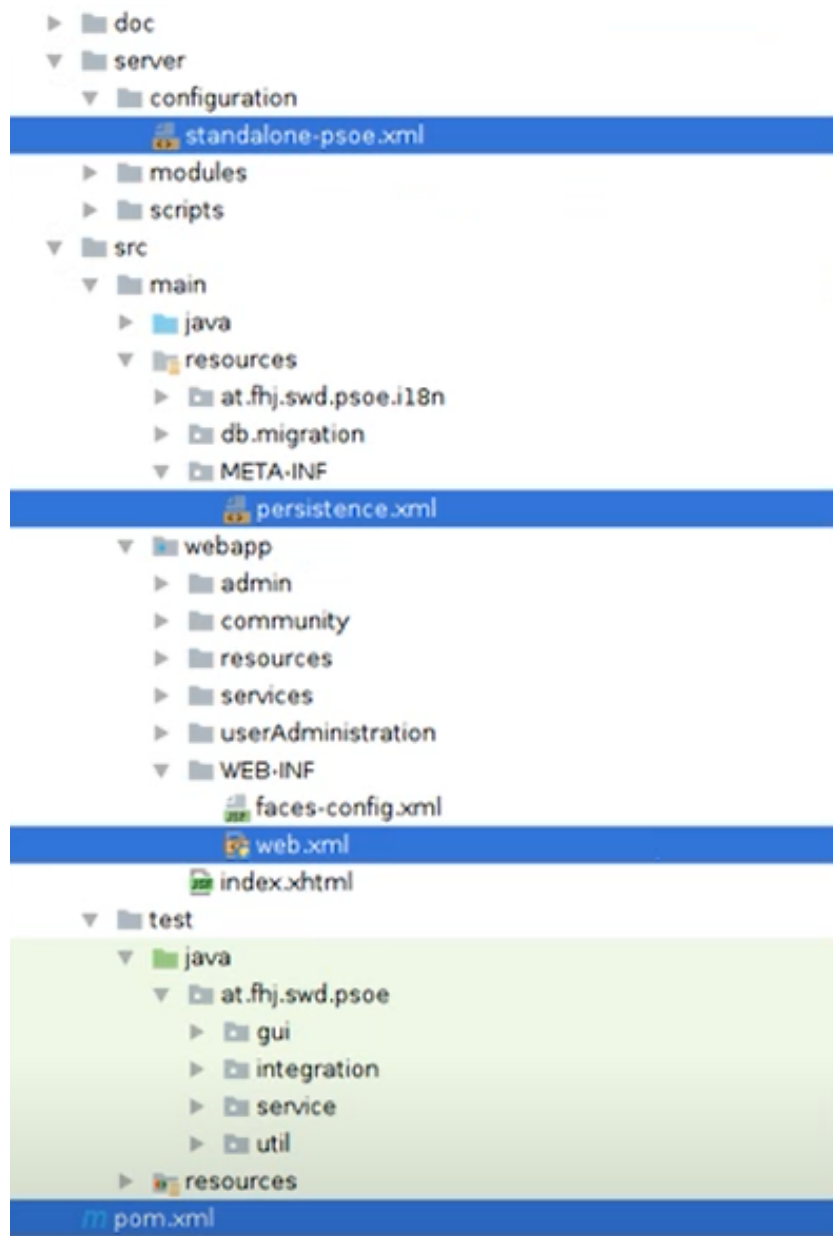 doc
server
configuration
standalone-psoe.xml
modules
scripts
src
main
java
resources
at.fhj.swd.psoe.i18n
db.migration
META-INF
persistence.xml
webapp
admin
community
resources
services
userAdministration
WEB-INF
faces-config.xml
web.xml
index.xhtml
test
java
at.fhj.swd.psoe
gui
integration
service
util
resources
pom.xml